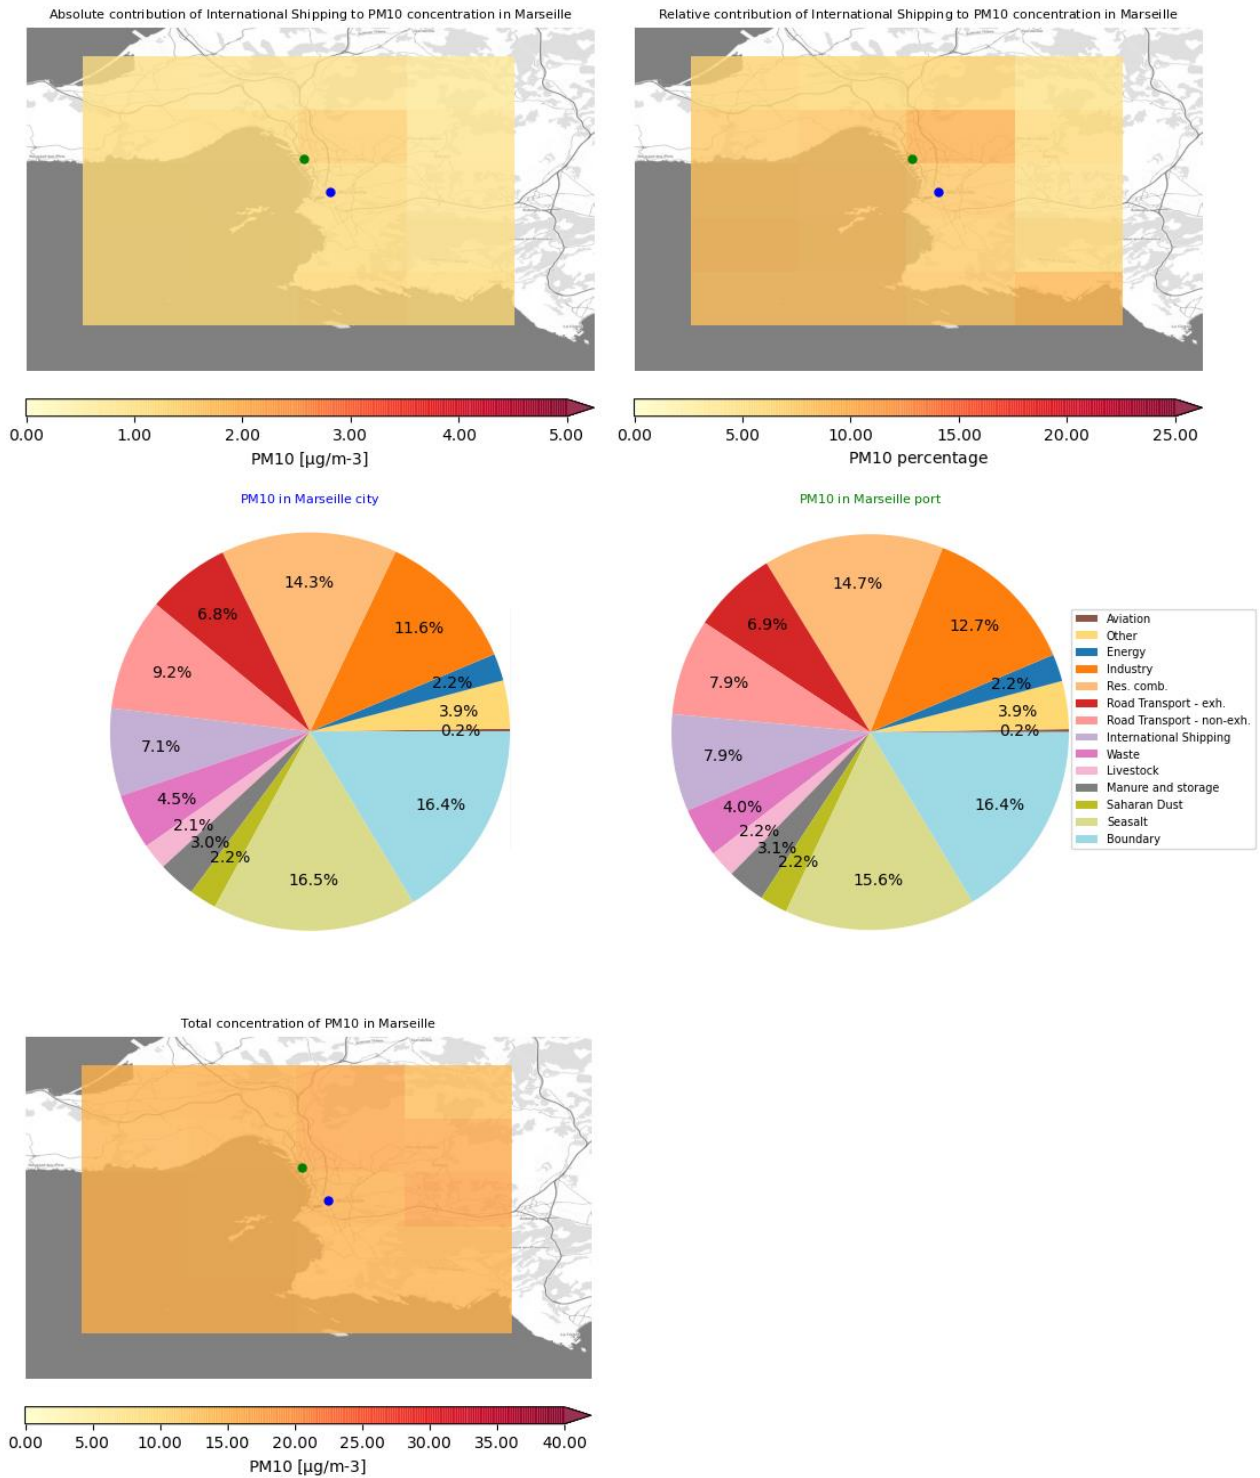 Absolute contribution of International Shipping to PM10 concentration in Marseille
Relative contribution of International Shipping to PM10 concentration in Marseille
0.00 1.00 2.00 3.00 4.00 5.00
PM10 [µg/m-3]
0.00 5.00 10.00 15.00 20.00 25.00
PM10 percentage
PM10 in Marseille city
14.3%
11.6%
6.8%
2.2%
9.2%
3.9%
0.2%
7.1%
16.4%
4.5%
2.1%
3.0%
2.2%
16.5%
PM10 in Marseille port
14.7%
12.7%
6.9%
2.2%
7.9%
3.9%
0.2%
7.9%
16.4%
4.0%
2.2%
3.1%
2.2%
15.6%
Aviation
Other
Energy
Industry
Res. comb.
Road Transport - exh.
Road Transport - non-exh.
International Shipping
Waste
Livestock
Manure and storage
Saharan Dust
Seasalt
Boundary
Total concentration of PM10 in Marseille
0.00 5.00 10.00 15.00 20.00 25.00 30.00 35.00 40.00
PM10 [µg/m-3]